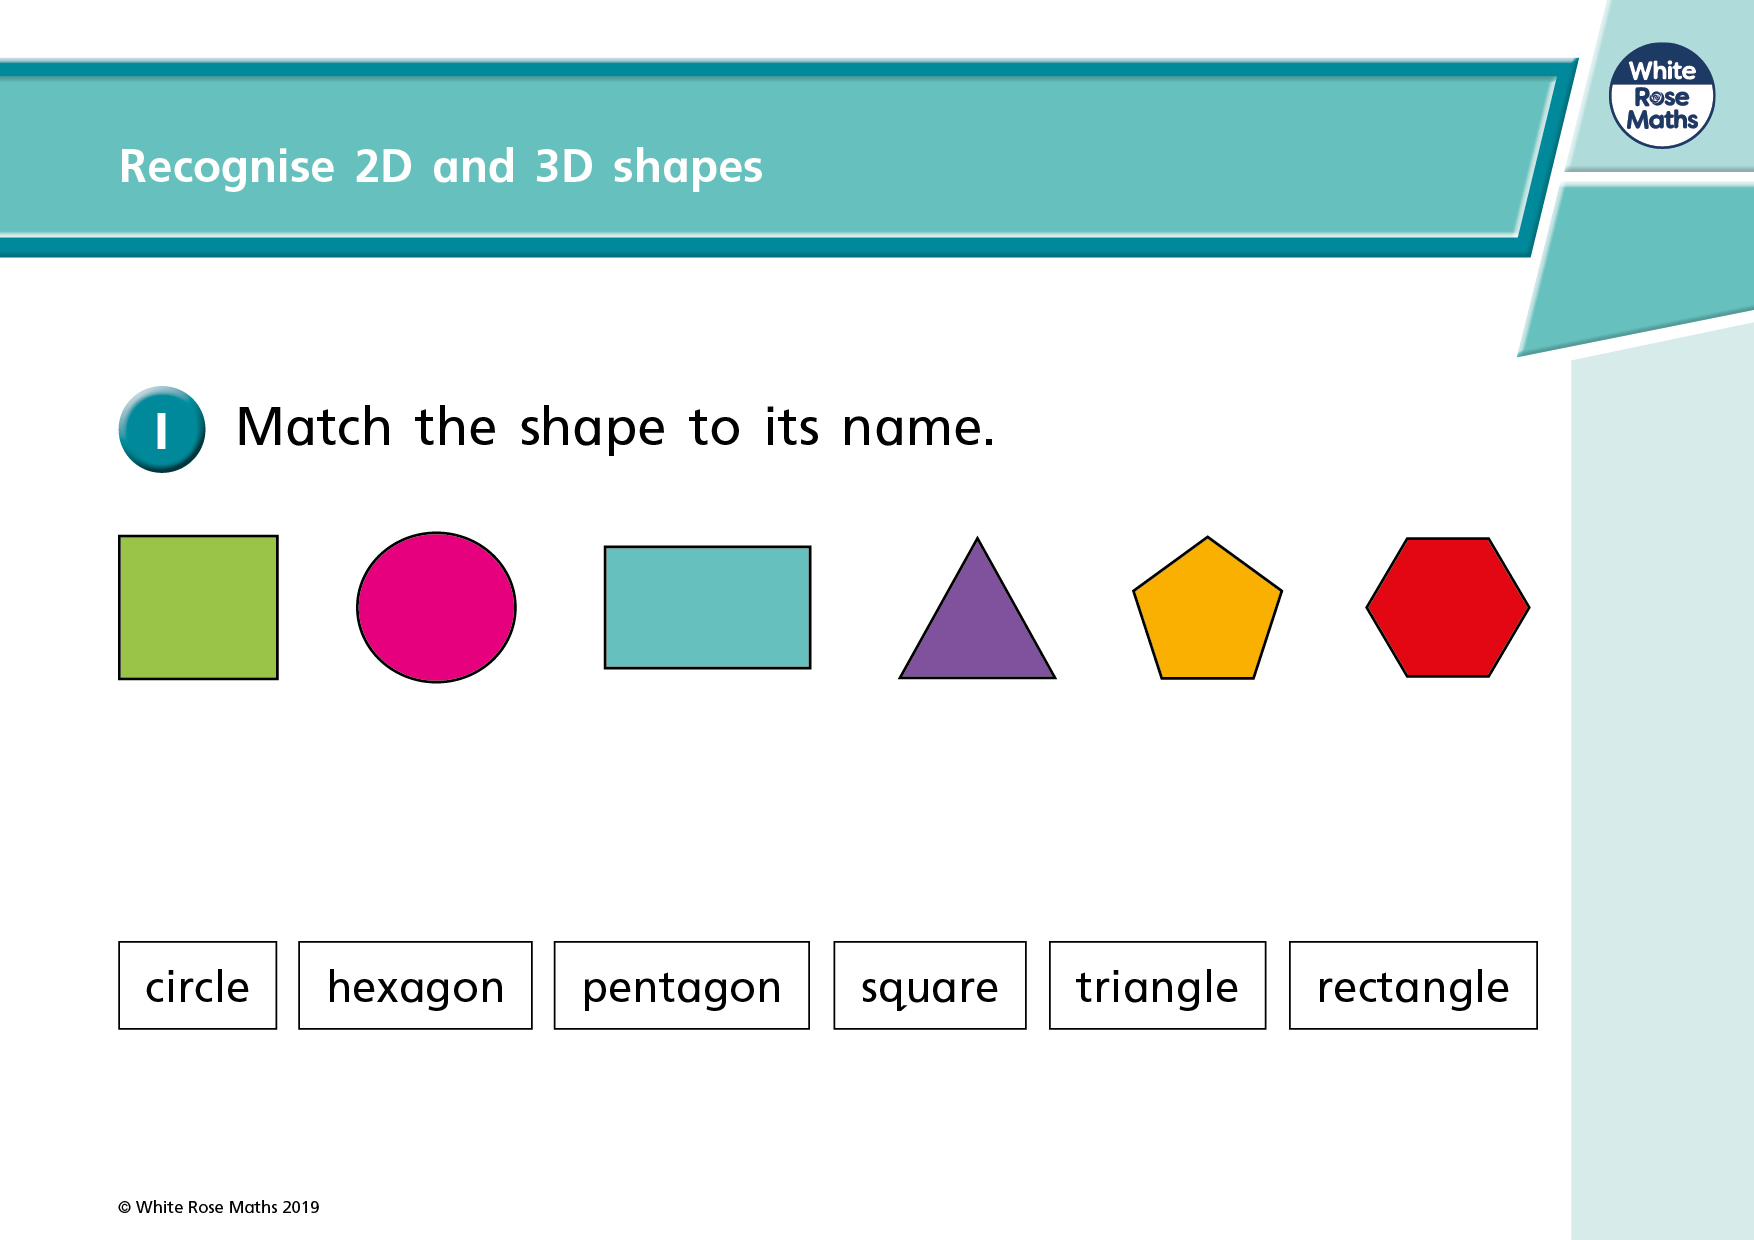 White
Rose
Maths
Recognise 2D and 3D shapes
1 Match the shape to its name.
circle hexagon pentagon square triangle rectangle
© White Rose Maths 2019